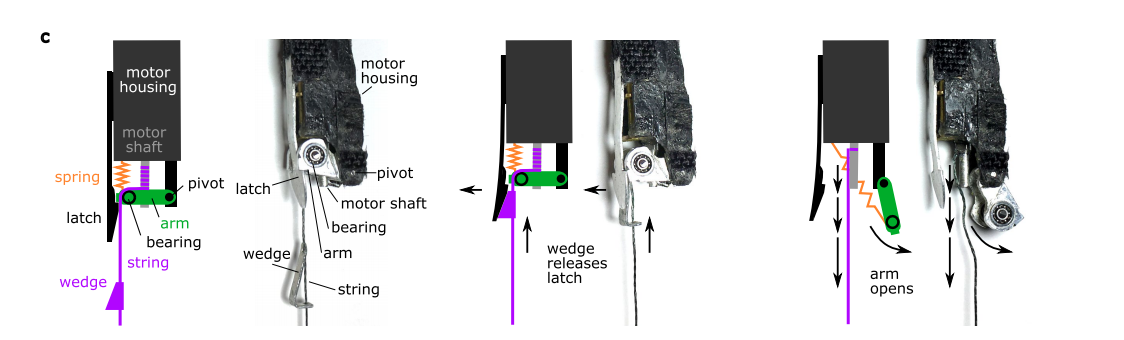 c
motor
housing
motor
shaft
spring
pivot
latch
arm
bearing
string
wedge
motor
housing
latch
pivot
motor shaft
bearing
wedge
arm
string
wedge
releases
latch
arm
opens